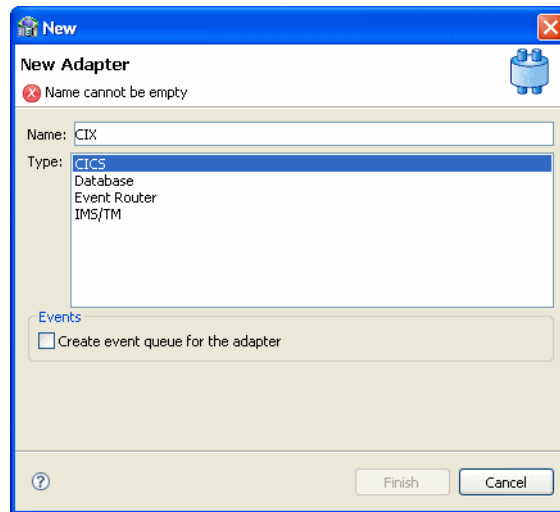 New
New Adapter
Name cannot be empty
Name: CIX
Type: CICS
Database
Event Router
IMS/TM
Events
Create event queue for the adapter
? Finish Cancel